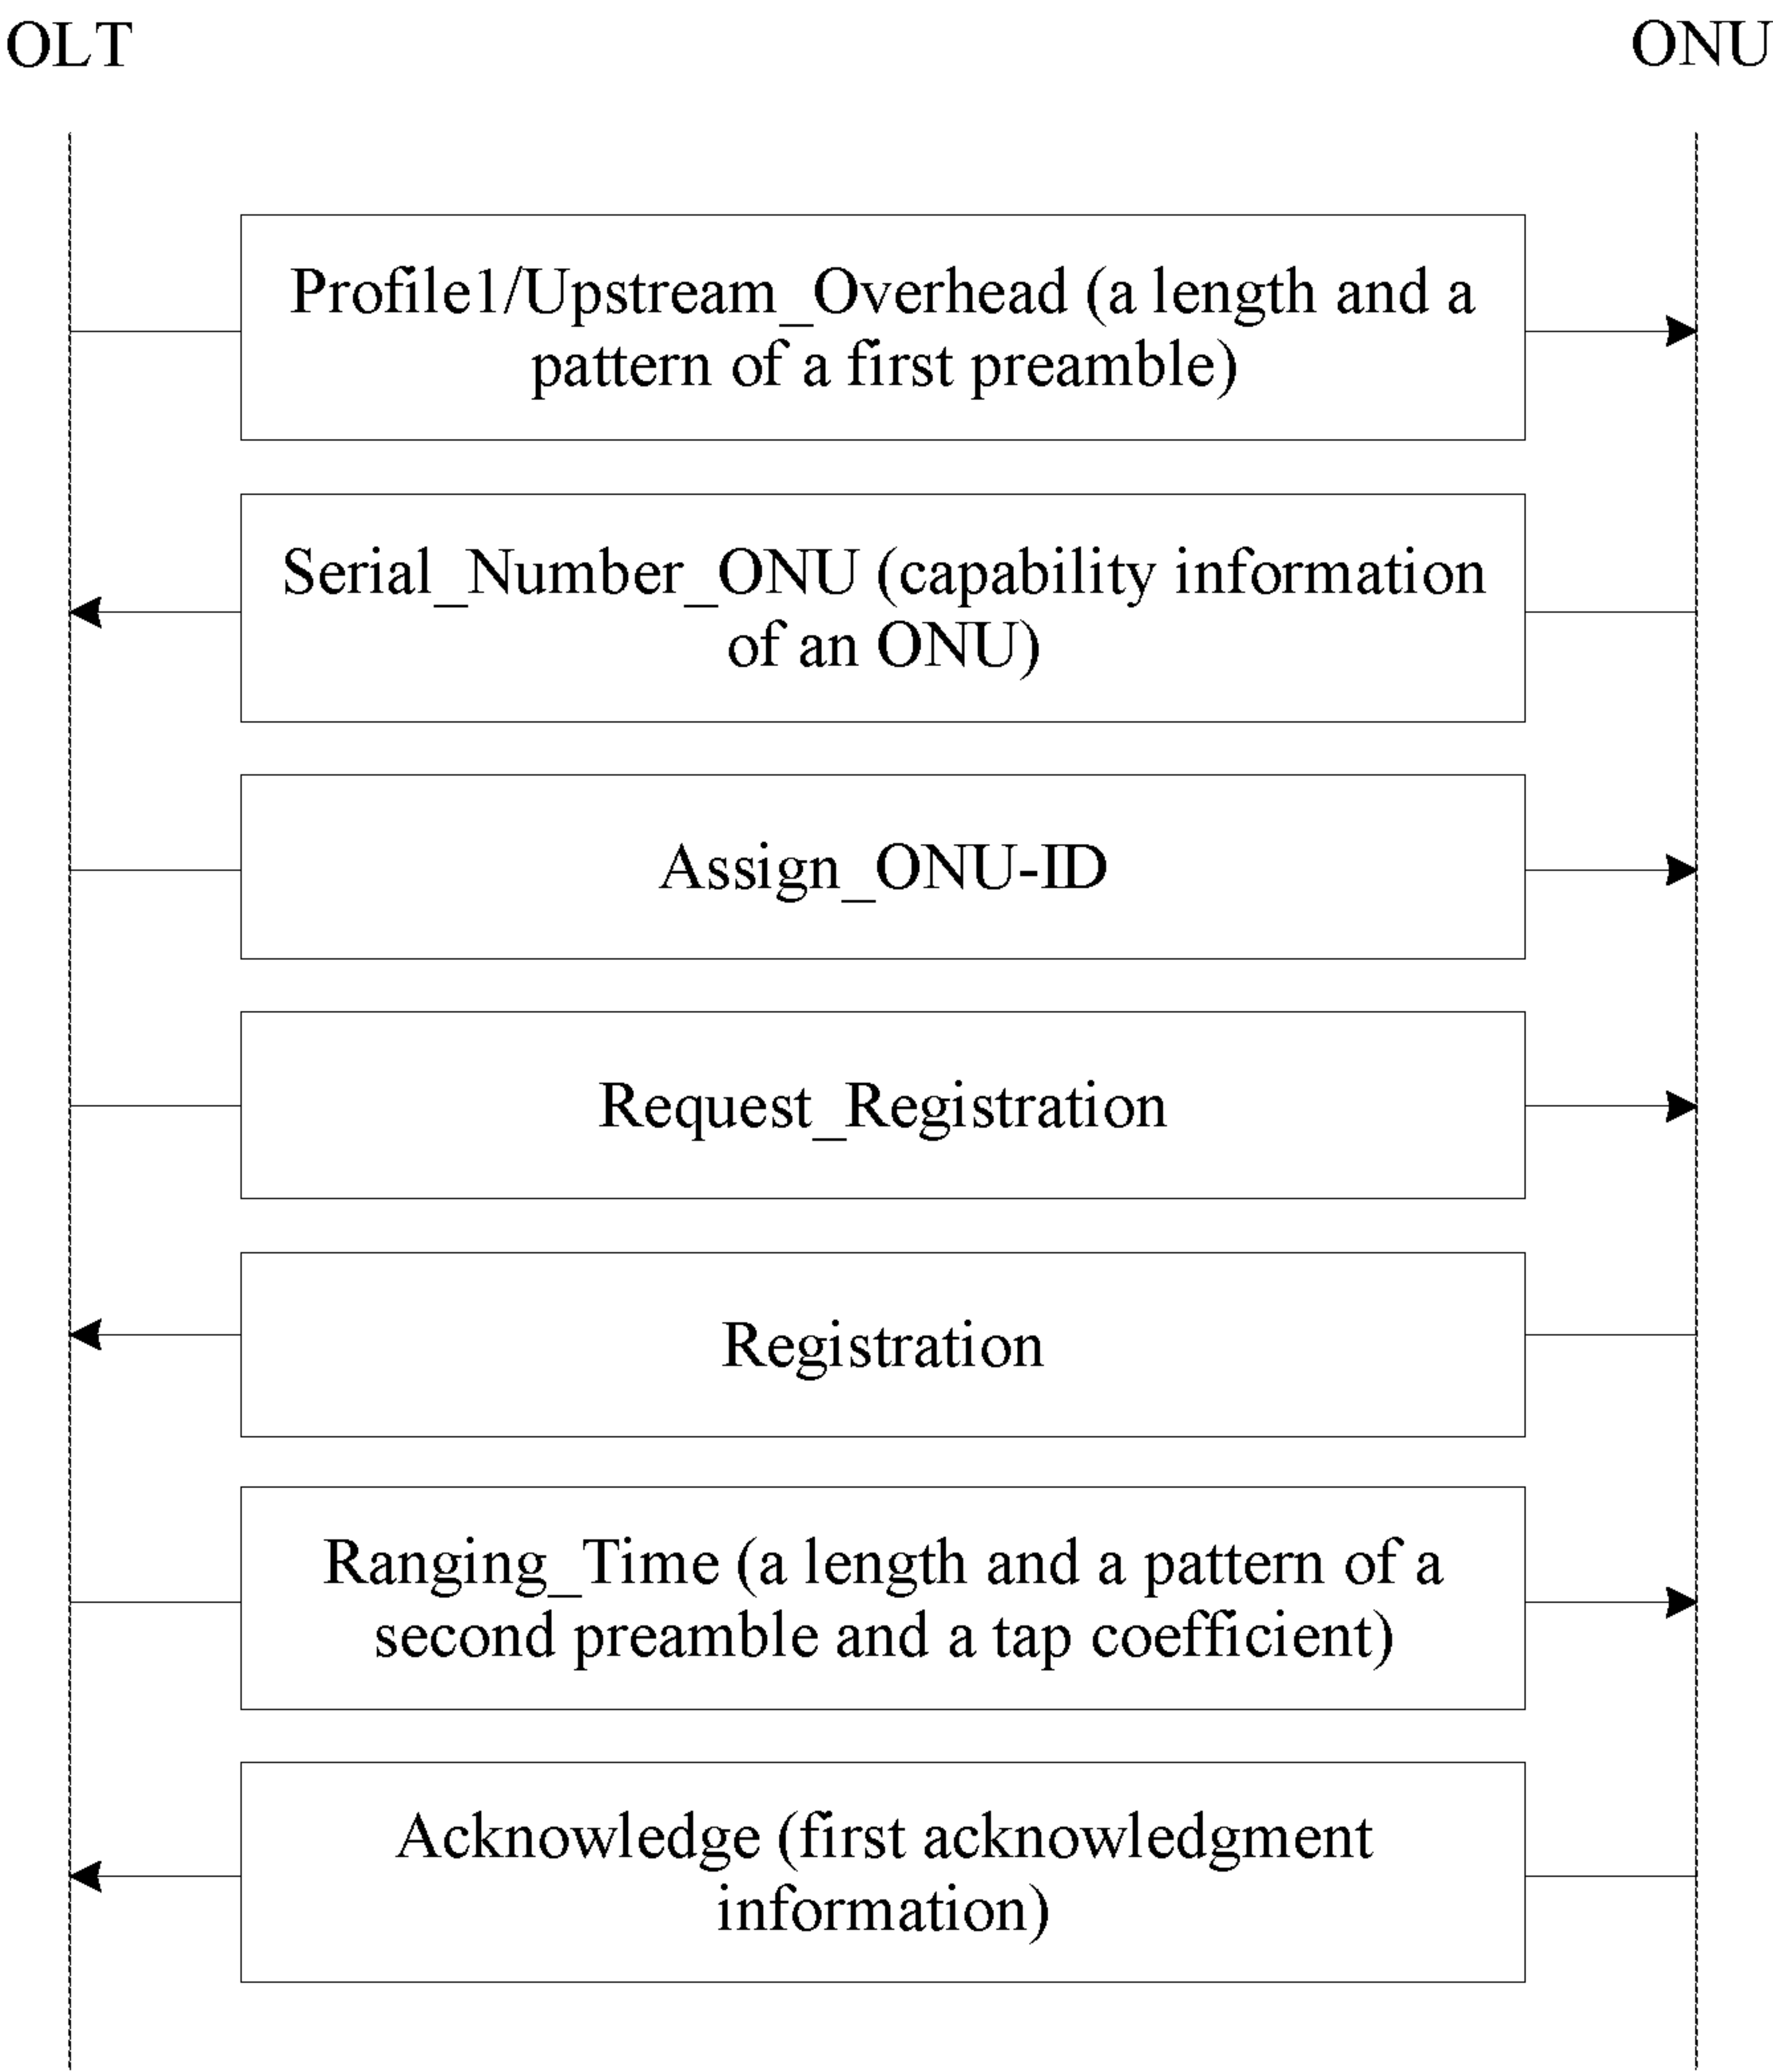 OLT
ONU
Profile1/Upstream_Overhead (a length and a
pattern of a first preamble)
Serial_Number_ONU (capability information
of an ONU)
Assign_ONU-ID
Request_Registration
Registration
Ranging_Time (a length and a pattern of a
second preamble and a tap coefficient)
Acknowledge (first acknowledgment
information)